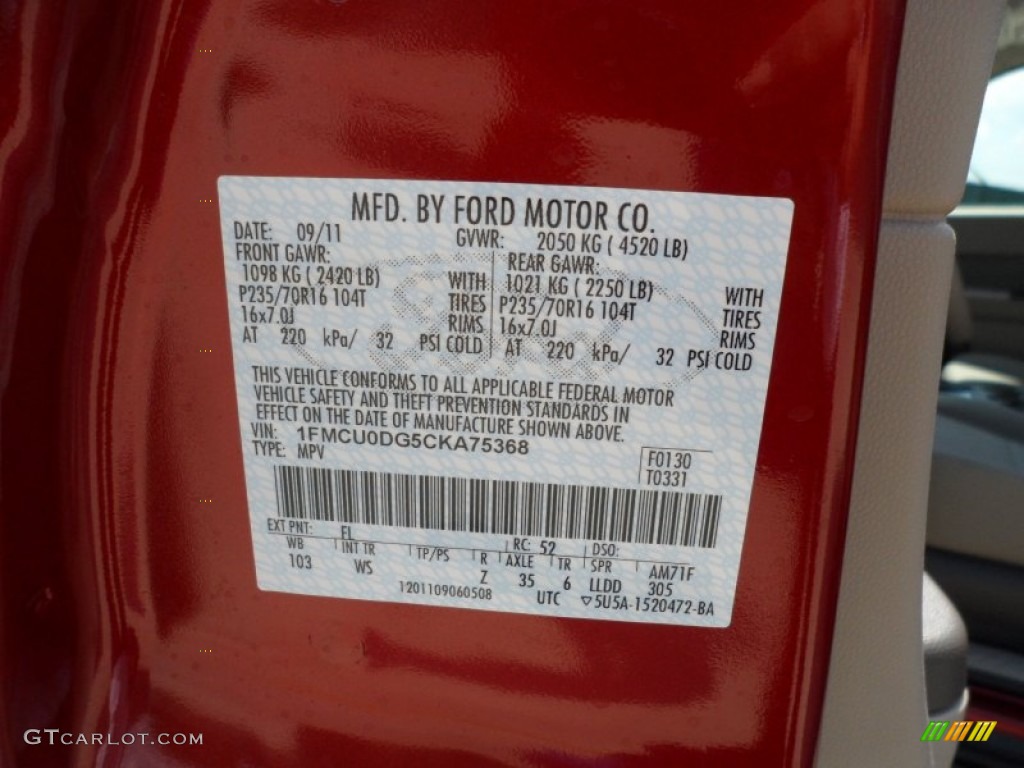 MFD. BY FORD MOTOR CO.
DATE: 09/11 GVWR: 2050 KG ( 4520 LB)
FRONT GAWR: REAR GAWR:
1098 KG ( 2420 LB) WITH 1021 KG ( 2250 LB) WITH
P235/70R16 104T TIRES P235/70R16 104T TIRES
16x7.0J RIMS 16x7.0J RIMS
AT 220 kPa/ 32 PSI COLD AT 220 kPa/ 32 PSI COLD
THIS VEHICLE CONFORMS TO ALL APPLICABLE FEDERAL MOTOR
VEHICLE SAFETY AND THEFT PREVENTION STANDARDS IN
EFFECT ON THE DATE OF MANUFACTURE SHOWN ABOVE.
VIN: 1FMCU0DG5CKA75368
TYPE: MPV
F0130
T0331
EXT PNT: FL RC: 52 DSO:
WB INT TR TP/PS R AXLE TR SPR AM71F
103 WS Z 35 6 LLDD 305
1201109060508 UTC ▽5U5A-1520472-BA
GTCARLOT.COM